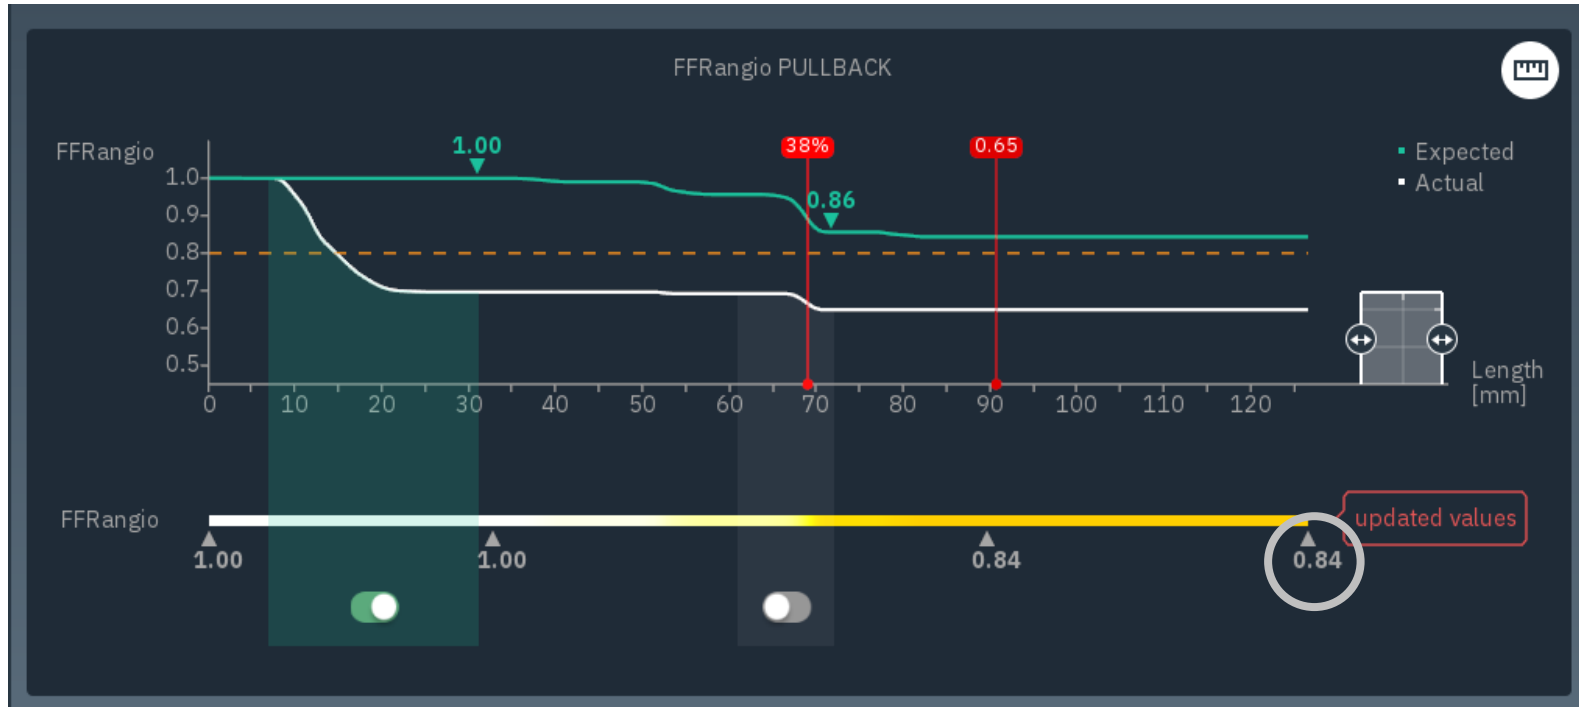 FFRangio PULLBACK
FFRangio
1.00
38%
0.65
Expected
Actual
0.86
1.0
0.9
0.8
0.7
0.6
0.5
0 10 20 30 40 50 60 70 80 90 100 110 120
Length
[mm]
FFRangio
updated values
1.00 1.00 0.84 0.84